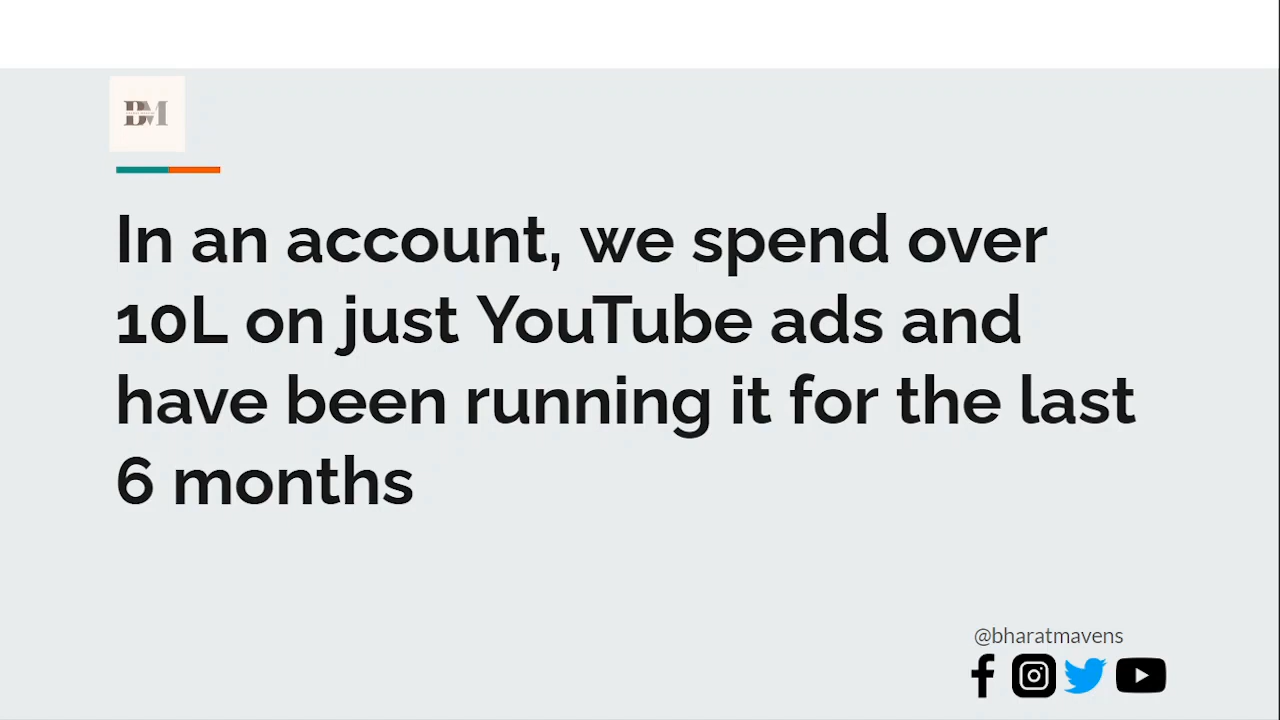 BM
In an account, we spend over
10L on just YouTube ads and
have been running it for the last
6 months
@bharatmavens